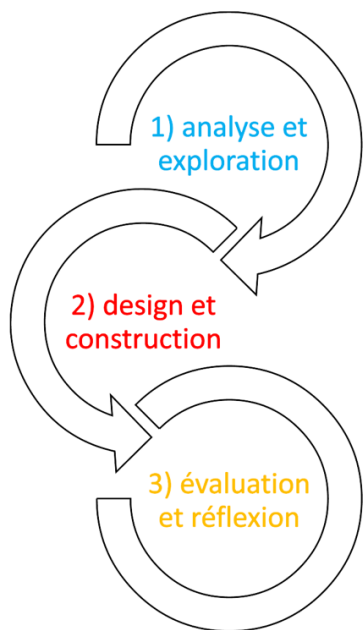 1) analyse et
exploration
2) design et
construction
3) évaluation
et réflexion